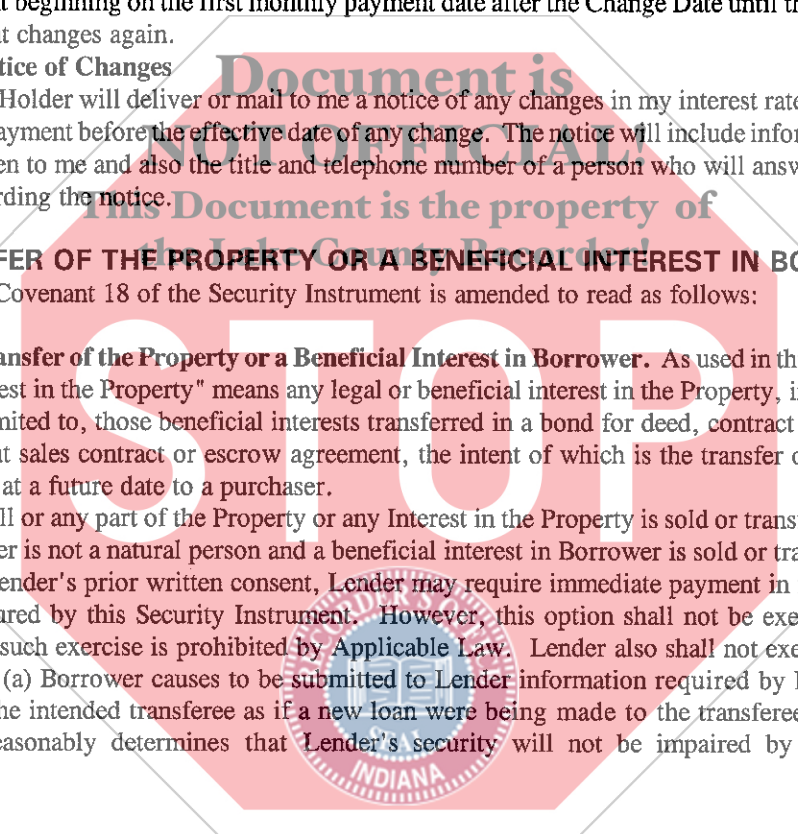 t beginning on the first monthly payment date after the Change Date until th
t changes again.
tice of Changes
Holder will deliver or mail to me a notice of any changes in my interest rate
ayment before the effective date of any change. The notice will include infor
en to me and also the title and telephone number of a person who will answ
rding the notice.
Document is
NOT OFFICIAL!
This Document is the property of
the Lake County Recorder!
FER OF THE PROPERTY OR A BENEFICIAL INTEREST IN BO
Covenant 18 of the Security Instrument is amended to read as follows:
ansfer of the Property or a Beneficial Interest in Borrower. As used in th
est in the Property" means any legal or beneficial interest in the Property, i
mited to, those beneficial interests transferred in a bond for deed, contract
t sales contract or escrow agreement, the intent of which is the transfer o
at a future date to a purchaser.
ll or any part of the Property or any Interest in the Property is sold or trans
er is not a natural person and a beneficial interest in Borrower is sold or tra
ender's prior written consent, Lender may require immediate payment in
ured by this Security Instrument. However, this option shall not be exe
such exercise is prohibited by Applicable Law. Lender also shall not exe
(a) Borrower causes to be submitted to Lender information required by
he intended transferee as if a new loan were being made to the transferee
easonably determines that Lender's security will not be impaired by
STOP
SEAL
INDIANA